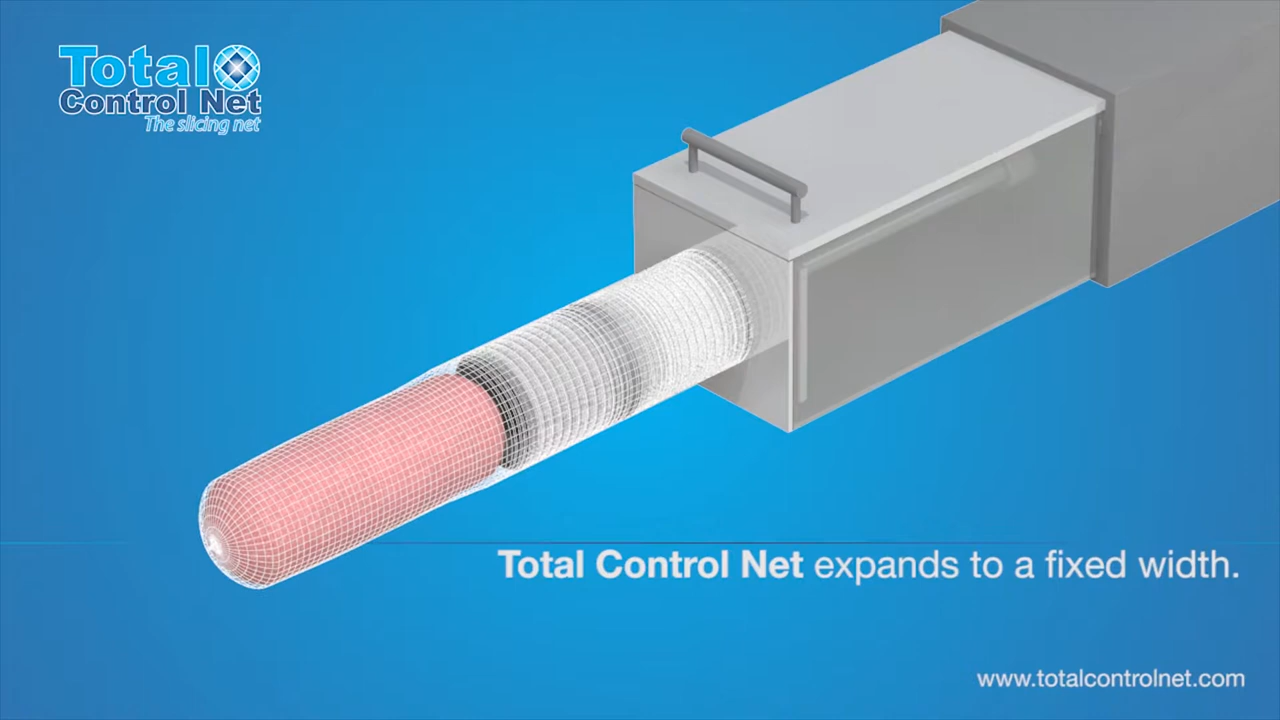 Total
Control Net
The slicing net
Total Control Net expands to a fixed width.
www.totalcontrolnet.com